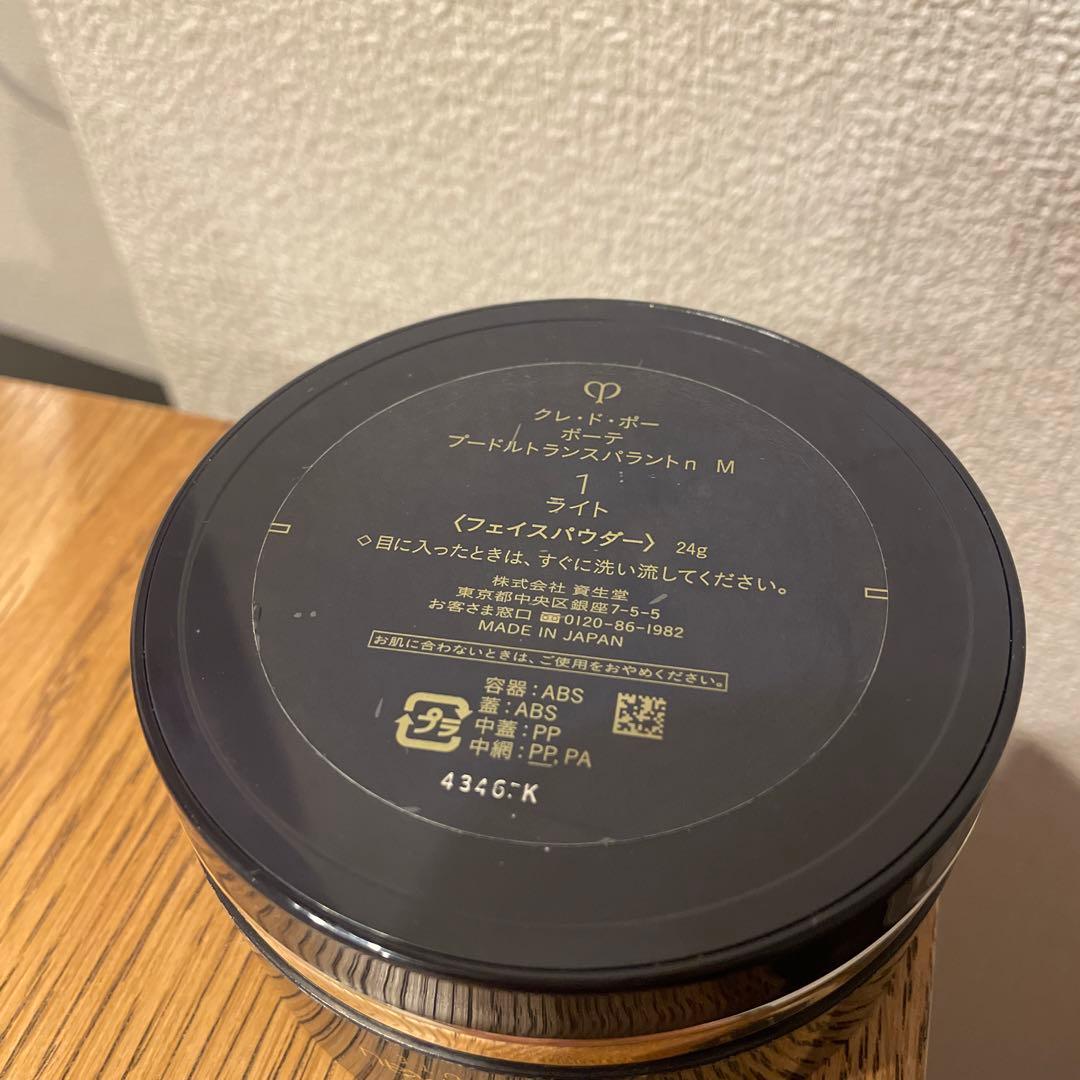 クレ・ド・ポー
ボーテ
プードルトランスパラントn M
1
ライト
〈フェイスパウダー〉 24g
◇目に入ったときは、すぐに洗い流してください。
株式会社 資生堂
東京都中央区銀座7-5-5
お客さま窓口 0120-86-1982
MADE IN JAPAN
お肌に合わないときは、ご使用をおやめください。
プラ
容器：ABS
蓋：ABS
中蓋：PP
中網：PP, PA